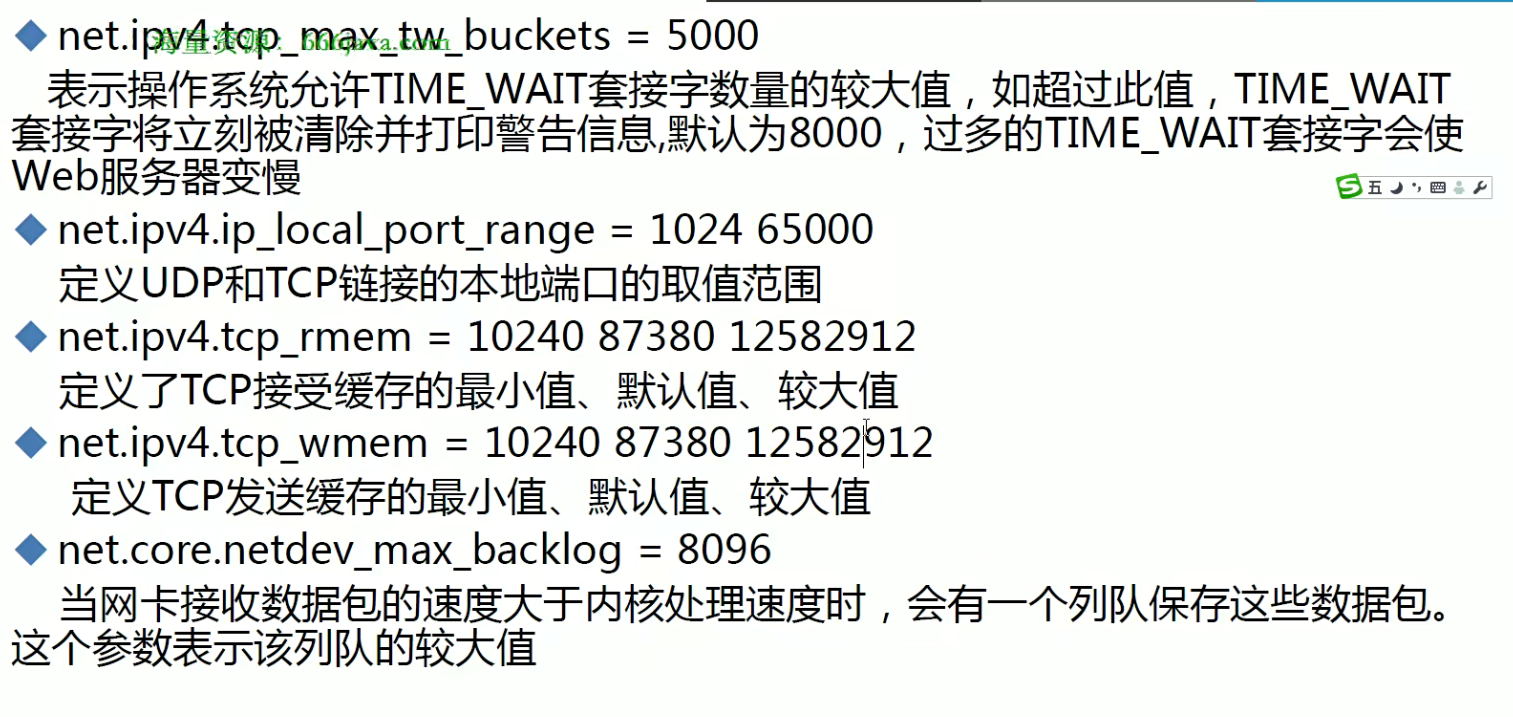 net.ipv4.tcp_max_tw_buckets = 5000
海量资源：666java.com
表示操作系统允许TIME_WAIT套接字数量的较大值，如超过此值，TIME_WAIT
套接字将立刻被清除并打印警告信息,默认为8000，过多的TIME_WAIT套接字会使
Web服务器变慢
五
net.ipv4.ip_local_port_range = 1024 65000
定义UDP和TCP链接的本地端口的取值范围
net.ipv4.tcp_rmem = 10240 87380 12582912
定义了TCP接受缓存的最小值、默认值、较大值
net.ipv4.tcp_wmem = 10240 87380 12582912
定义TCP发送缓存的最小值、默认值、较大值
net.core.netdev_max_backlog = 8096
当网卡接收数据包的速度大于内核处理速度时，会有一个列队保存这些数据包。
这个参数表示该列队的较大值